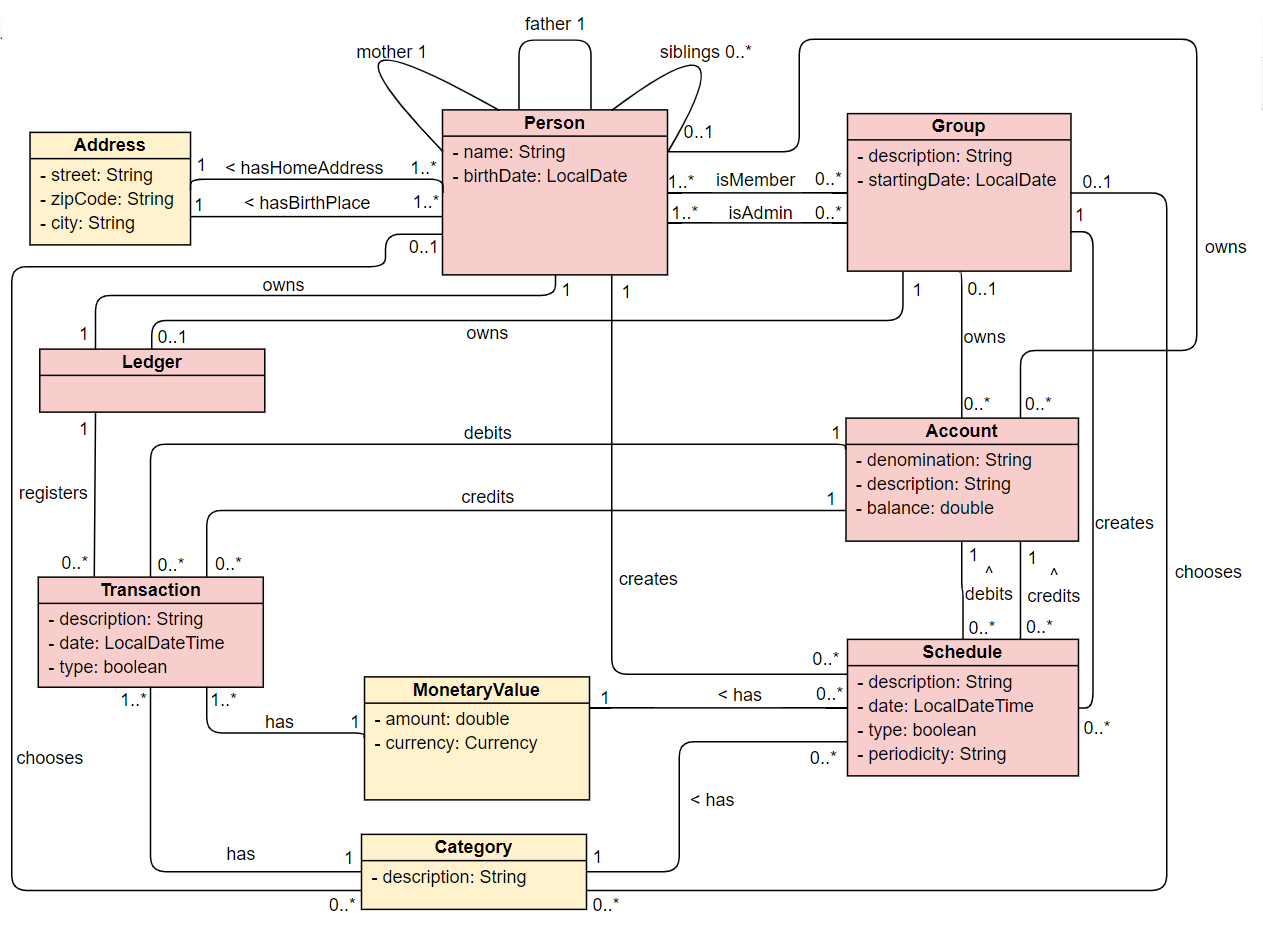 father 1
mother 1
siblings 0..*
Person
- name: String
- birthDate: LocalDate
0..1
Group
- description: String
- startingDate: LocalDate
Address
- street: String
- zipCode: String
- city: String
1
< hasHomeAddress
1..*
1
< hasBirthPlace
1..*
1..*
isMember
0..*
1..*
isAdmin
0..*
0..1
1
0..1
owns
owns
1
1
1
0..1
1
0..1
owns
owns
1
0..1
Ledger
1
registers
0..*
0..*
0..*
Account
- denomination: String
- description: String
- balance: double
debits
1
credits
1
0..*
0..*
creates
creates
chooses
1
^
debits
0..*
1
^
credits
0..*
Transaction
- description: String
- date: LocalDateTime
- type: boolean
Schedule
- description: String
- date: LocalDateTime
- type: boolean
- periodicity: String
0..*
1..*
1..*
has
1
MonetaryValue
- amount: double
- currency: Currency
1
< has
0..*
0..*
0..*
chooses
< has
has
1
Category
- description: String
1
0..*
0..*